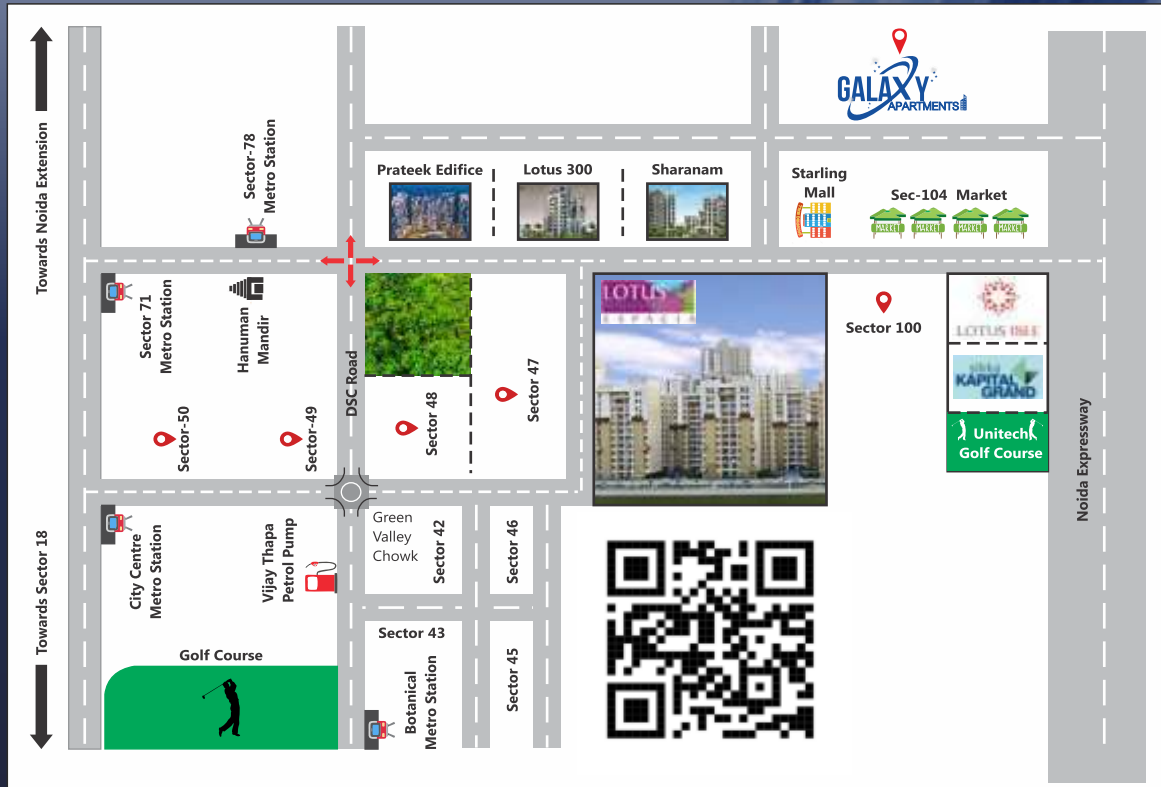 Towards Noida Extension
Sector-78
Metro Station
GALAXY
APARTMENTS
Prateek Edifice
Lotus 300
Sharanam
Starling
Mall
Sec-104 Market
MARKET
MARKET
MARKET
MARKET
Sector 71
Metro Station
Hanuman
Mandir
DSC Road
Sector-50
Sector-49
Sector 48
Sector 47
LOTUS
ESPACIA
Sector 100
LOTUS ISLE
KAPITAL
GRAND
Unitech
Golf Course
Noida Expressway
Towards Sector 18
City Centre
Metro Station
Vijay Thapa
Petrol Pump
Green
Valley
Chowk
Sector 42
Sector 46
Golf Course
Sector 43
Botanical
Metro Station
Sector 45